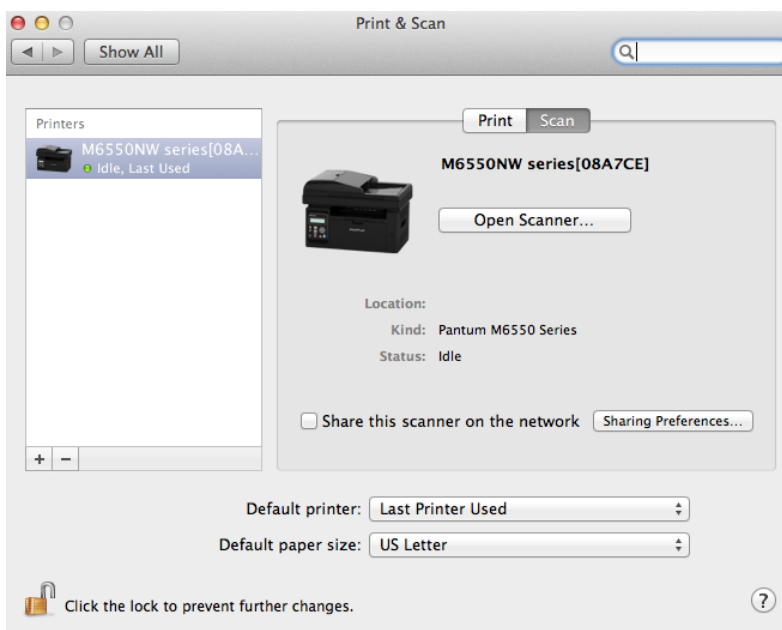 Print & Scan
Show All
Printers
M6550NW series[08A...
Idle, Last Used
Print Scan
M6550NW series[08A7CE]
Open Scanner...
Location:
Kind: Pantum M6550 Series
Status: Idle
Share this scanner on the network Sharing Preferences...
+ −
Default printer: Last Printer Used
Default paper size: US Letter
Click the lock to prevent further changes.
?